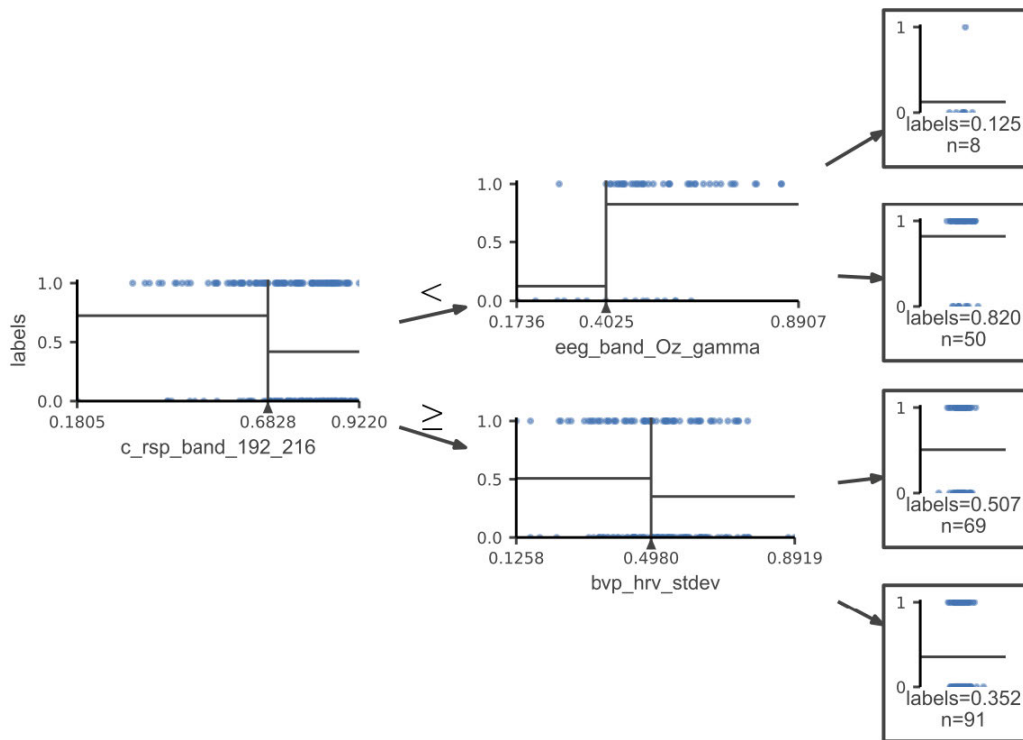 1
0
labels=0.125
n=8
1.0
0.5
0.0
0.1736
0.4025
0.8907
eeg_band_Oz_gamma
1
0
labels=0.820
n=50
<
labels
1.0
0.5
0.0
0.1805
0.6828
0.9220
c_rsp_band_192_216
≥
1.0
0.5
0.0
0.1258
0.4980
0.8919
bvp_hrv_stdev
1
0
labels=0.507
n=69
1
0
labels=0.352
n=91